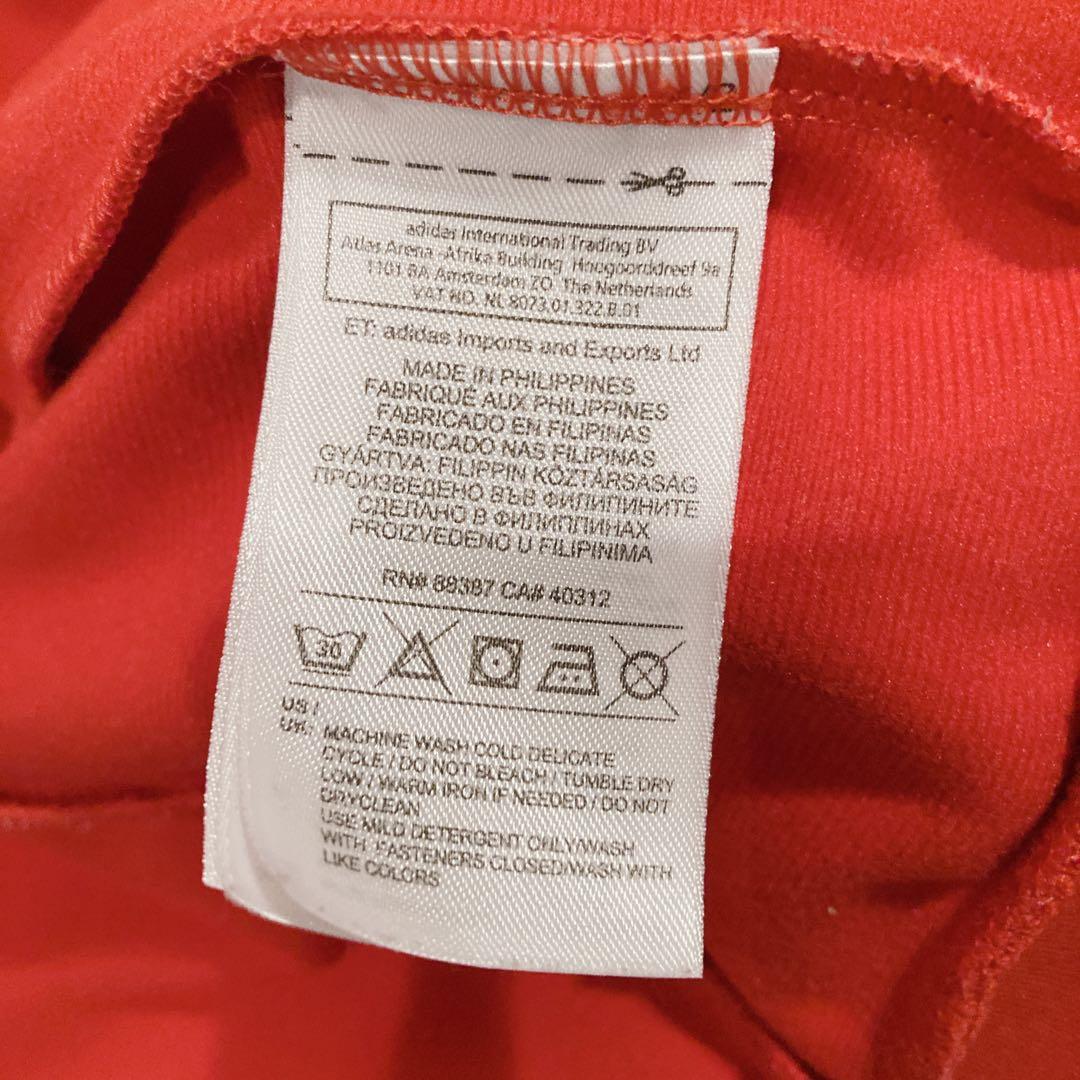 adidas International Trading BV
Atlas Arena -Afrika Building Hoogoorddreef 9a
1101 BA Amsterdam ZO The Netherlands
VAT NO. NL 8073.01.322.B.01
ET: adidas Imports and Exports Ltd
MADE IN PHILIPPINES
FABRIQUÉ AUX PHILIPPINES
FABRICADO EN FILIPINAS
FABRICADO NAS FILIPINAS
GYÁRTVA: FILIPPIN KÖZTÁRSASÁG
ПРОИЗВЕДЕНО ВЪВ ФИЛИПИНИТЕ
СДЕЛАНО В ФИЛИППИНАХ
PROIZVEDENO U FILIPINIMA
RN# 88387 CA# 40312
30
US /
UK: MACHINE WASH COLD DELICATE
CYCLE / DO NOT BLEACH / TUMBLE DRY
LOW / WARM IRON IF NEEDED / DO NOT
DRYCLEAN
USE MILD DETERGENT ONLY/WASH
WITH FASTENERS CLOSED/WASH WITH
LIKE COLORS